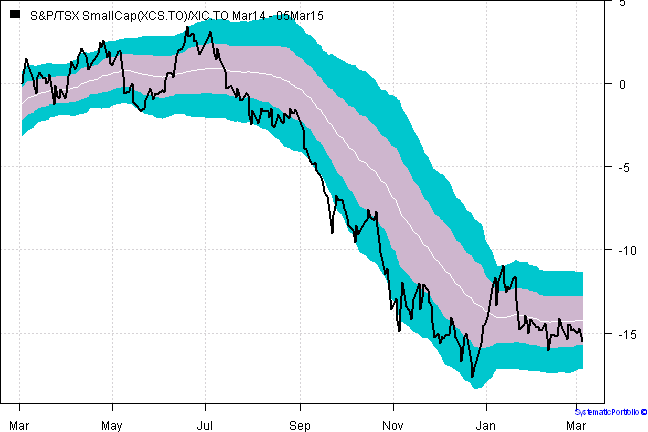 S&P/TSX SmallCap(XCS.TO)/XIC.TO Mar14 - 05Mar15
5
0
-5
-10
-15
Mar May Jul Sep Nov Jan Mar
SystematicPortfolio ©